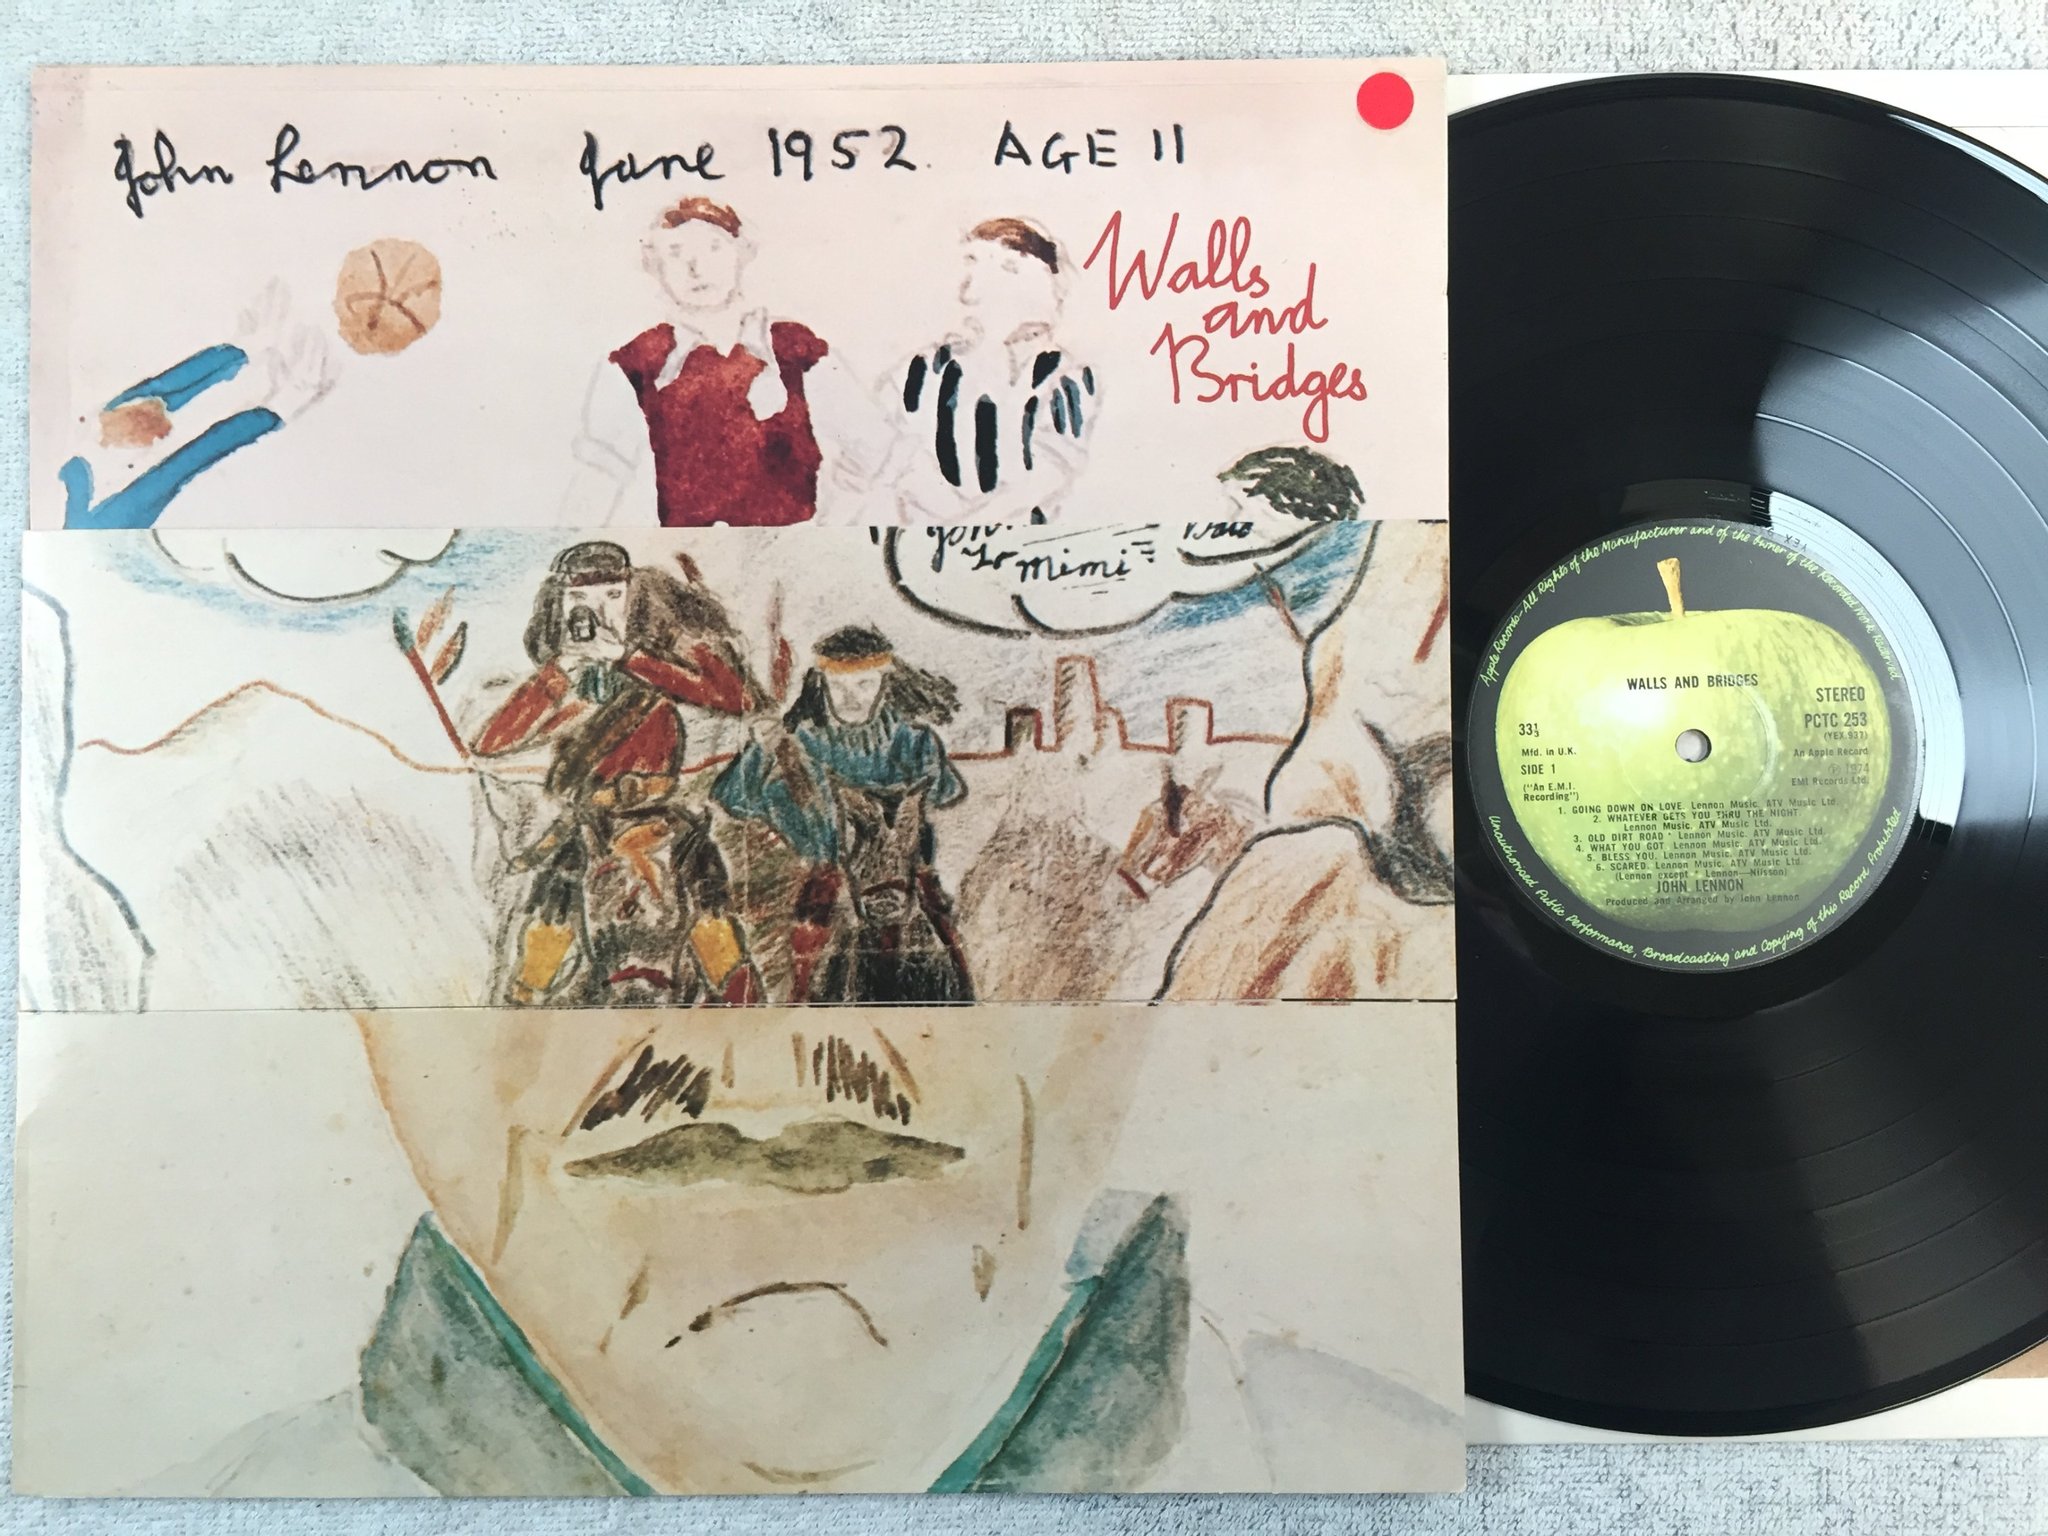 John Lennon June 1952. AGE 11
Walls
and
Bridges
John.
To Mimi
Apple Records-All Rights of the Manufacturer and of the Owner of the Recorded Work Reserved
YEX 9
WALLS AND BRIDGES
STEREO
PCTC 253
(YEX.937)
33⅓
Mfd. in U.K.
SIDE 1
("An E.M.I.
Recording")
An Apple Record
℗ 1974
EMI Records Ltd.
1. GOING DOWN ON LOVE. Lennon Music. ATV Music Ltd.
2. WHATEVER GETS YOU THRU THE NIGHT.
Lennon Music. ATV Music Ltd.
3. OLD DIRT ROAD * Lennon Music. ATV Music Ltd.
4. WHAT YOU GOT. Lennon Music. ATV Music Ltd.
5. BLESS YOU. Lennon Music. ATV Music Ltd.
6. SCARED. Lennon Music. ATV Music Ltd.
(Lennon except * Lennon—Nilsson)
JOHN LENNON
Produced and Arranged by John Lennon
Unauthorised Public Performance, Broadcasting and Copying of this Record Prohibited